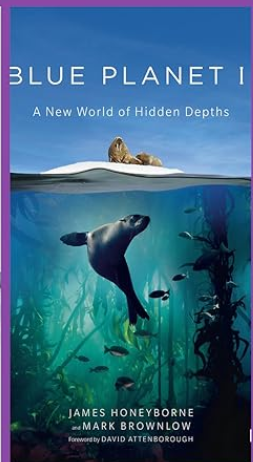 BLUE PLANET I
A New World of Hidden Depths
JAMES HONEYBORNE
and MARK BROWNLOW
Foreword by DAVID ATTENBOROUGH